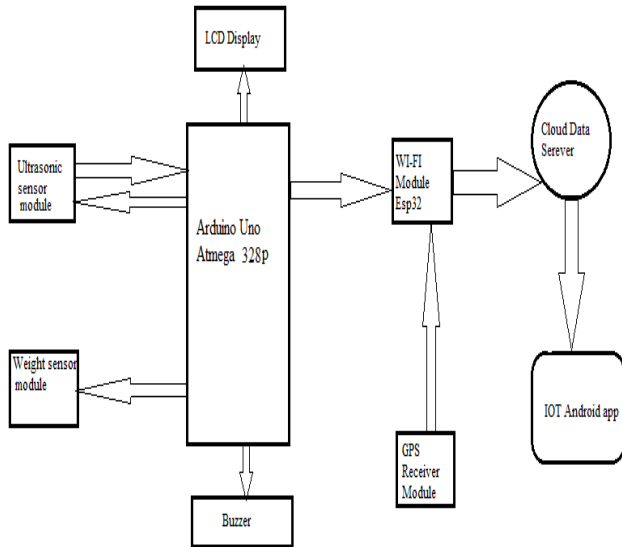 LCD Display
Ultrasonic
sensor
module
Arduino Uno
Atmega 328p
WI-FI
Module
Esp32
Cloud Data
Serever
Weight sensor
module
GPS
Receiver
Module
IOT Android app
Buzzer